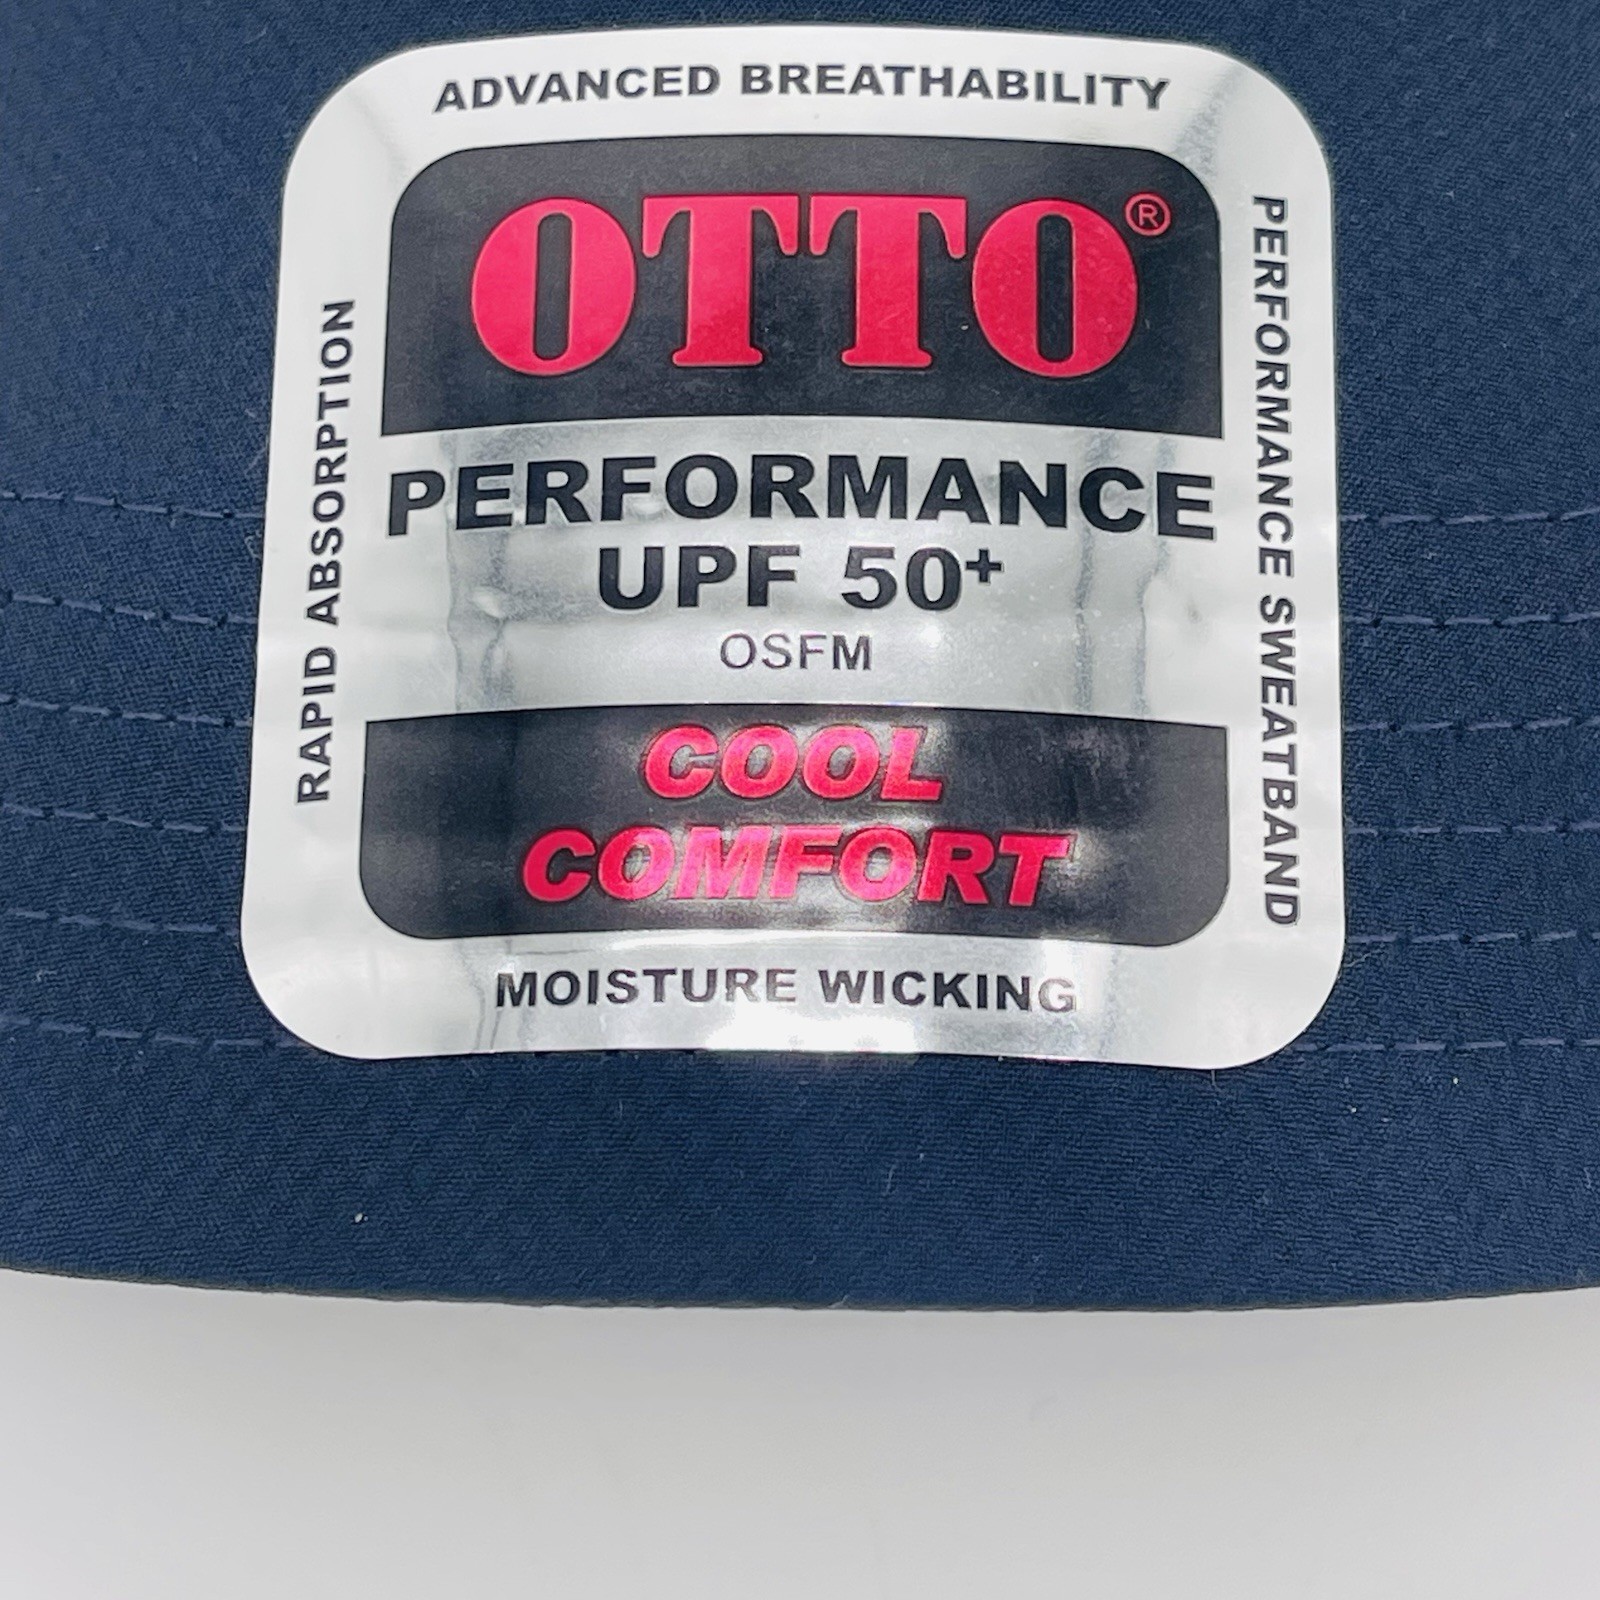 ADVANCED BREATHABILITY
OTTO®
RAPID ABSORPTION
PERFORMANCE SWEATBAND
PERFORMANCE
UPF 50+
OSFM
COOL
COMFORT
MOISTURE WICKING